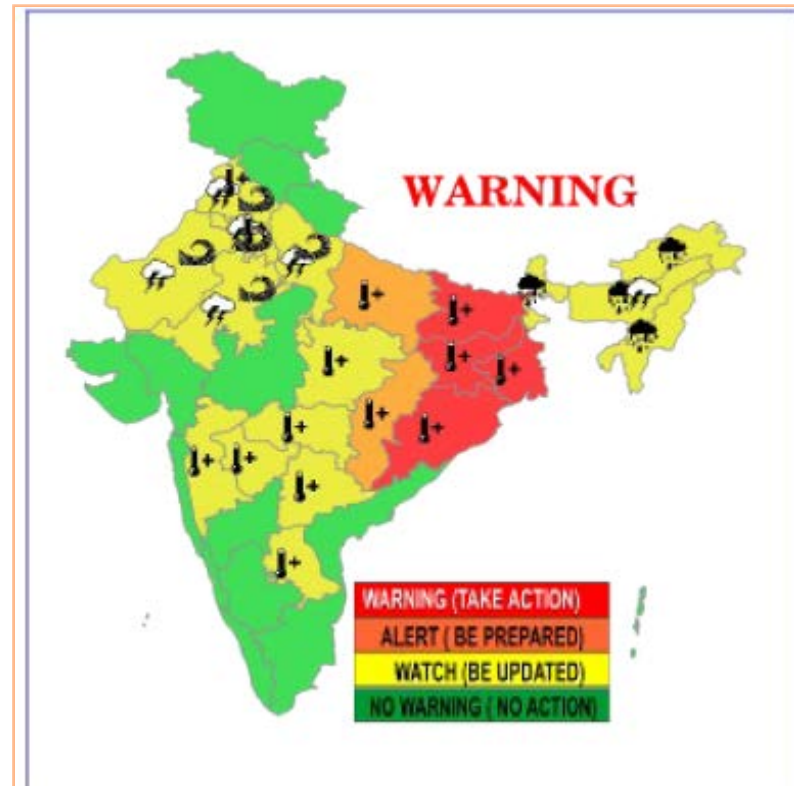 WARNING
WARNING (TAKE ACTION)
ALERT ( BE PREPARED)
WATCH (BE UPDATED)
NO WARNING ( NO ACTION)